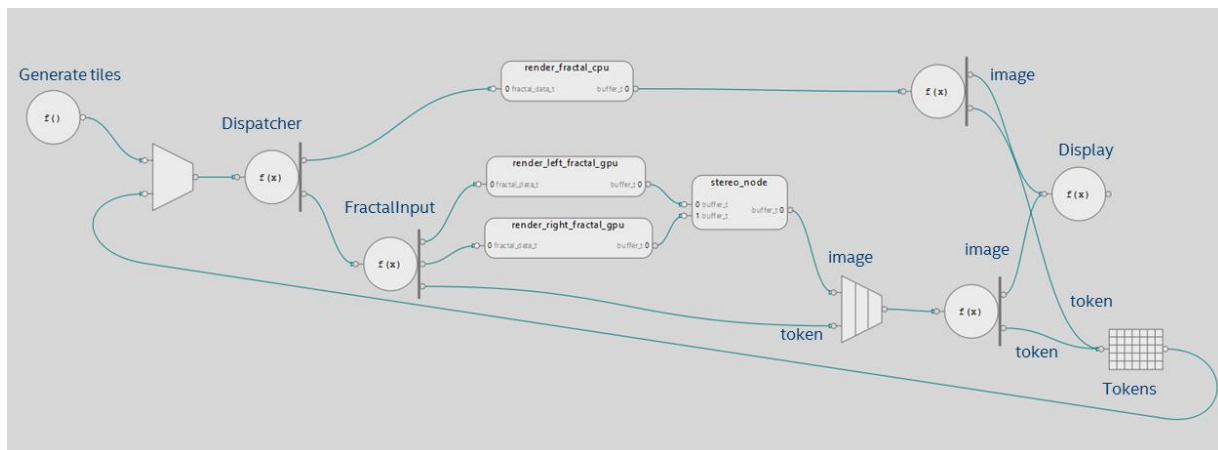 Generate tiles
f()
Dispatcher
f(x)
render_fractal_cpu
0 fractal_data_t buffer_t 0
f(x)
image
FractalInput
f(x)
render_left_fractal_gpu
0 fractal_data_t buffer_t 0
render_right_fractal_gpu
0 fractal_data_t buffer_t 0
stereo_node
0 buffer_t
1 buffer_t
buffer_t 0
Display
f(x)
image
token
image
f(x)
token
token
Tokens